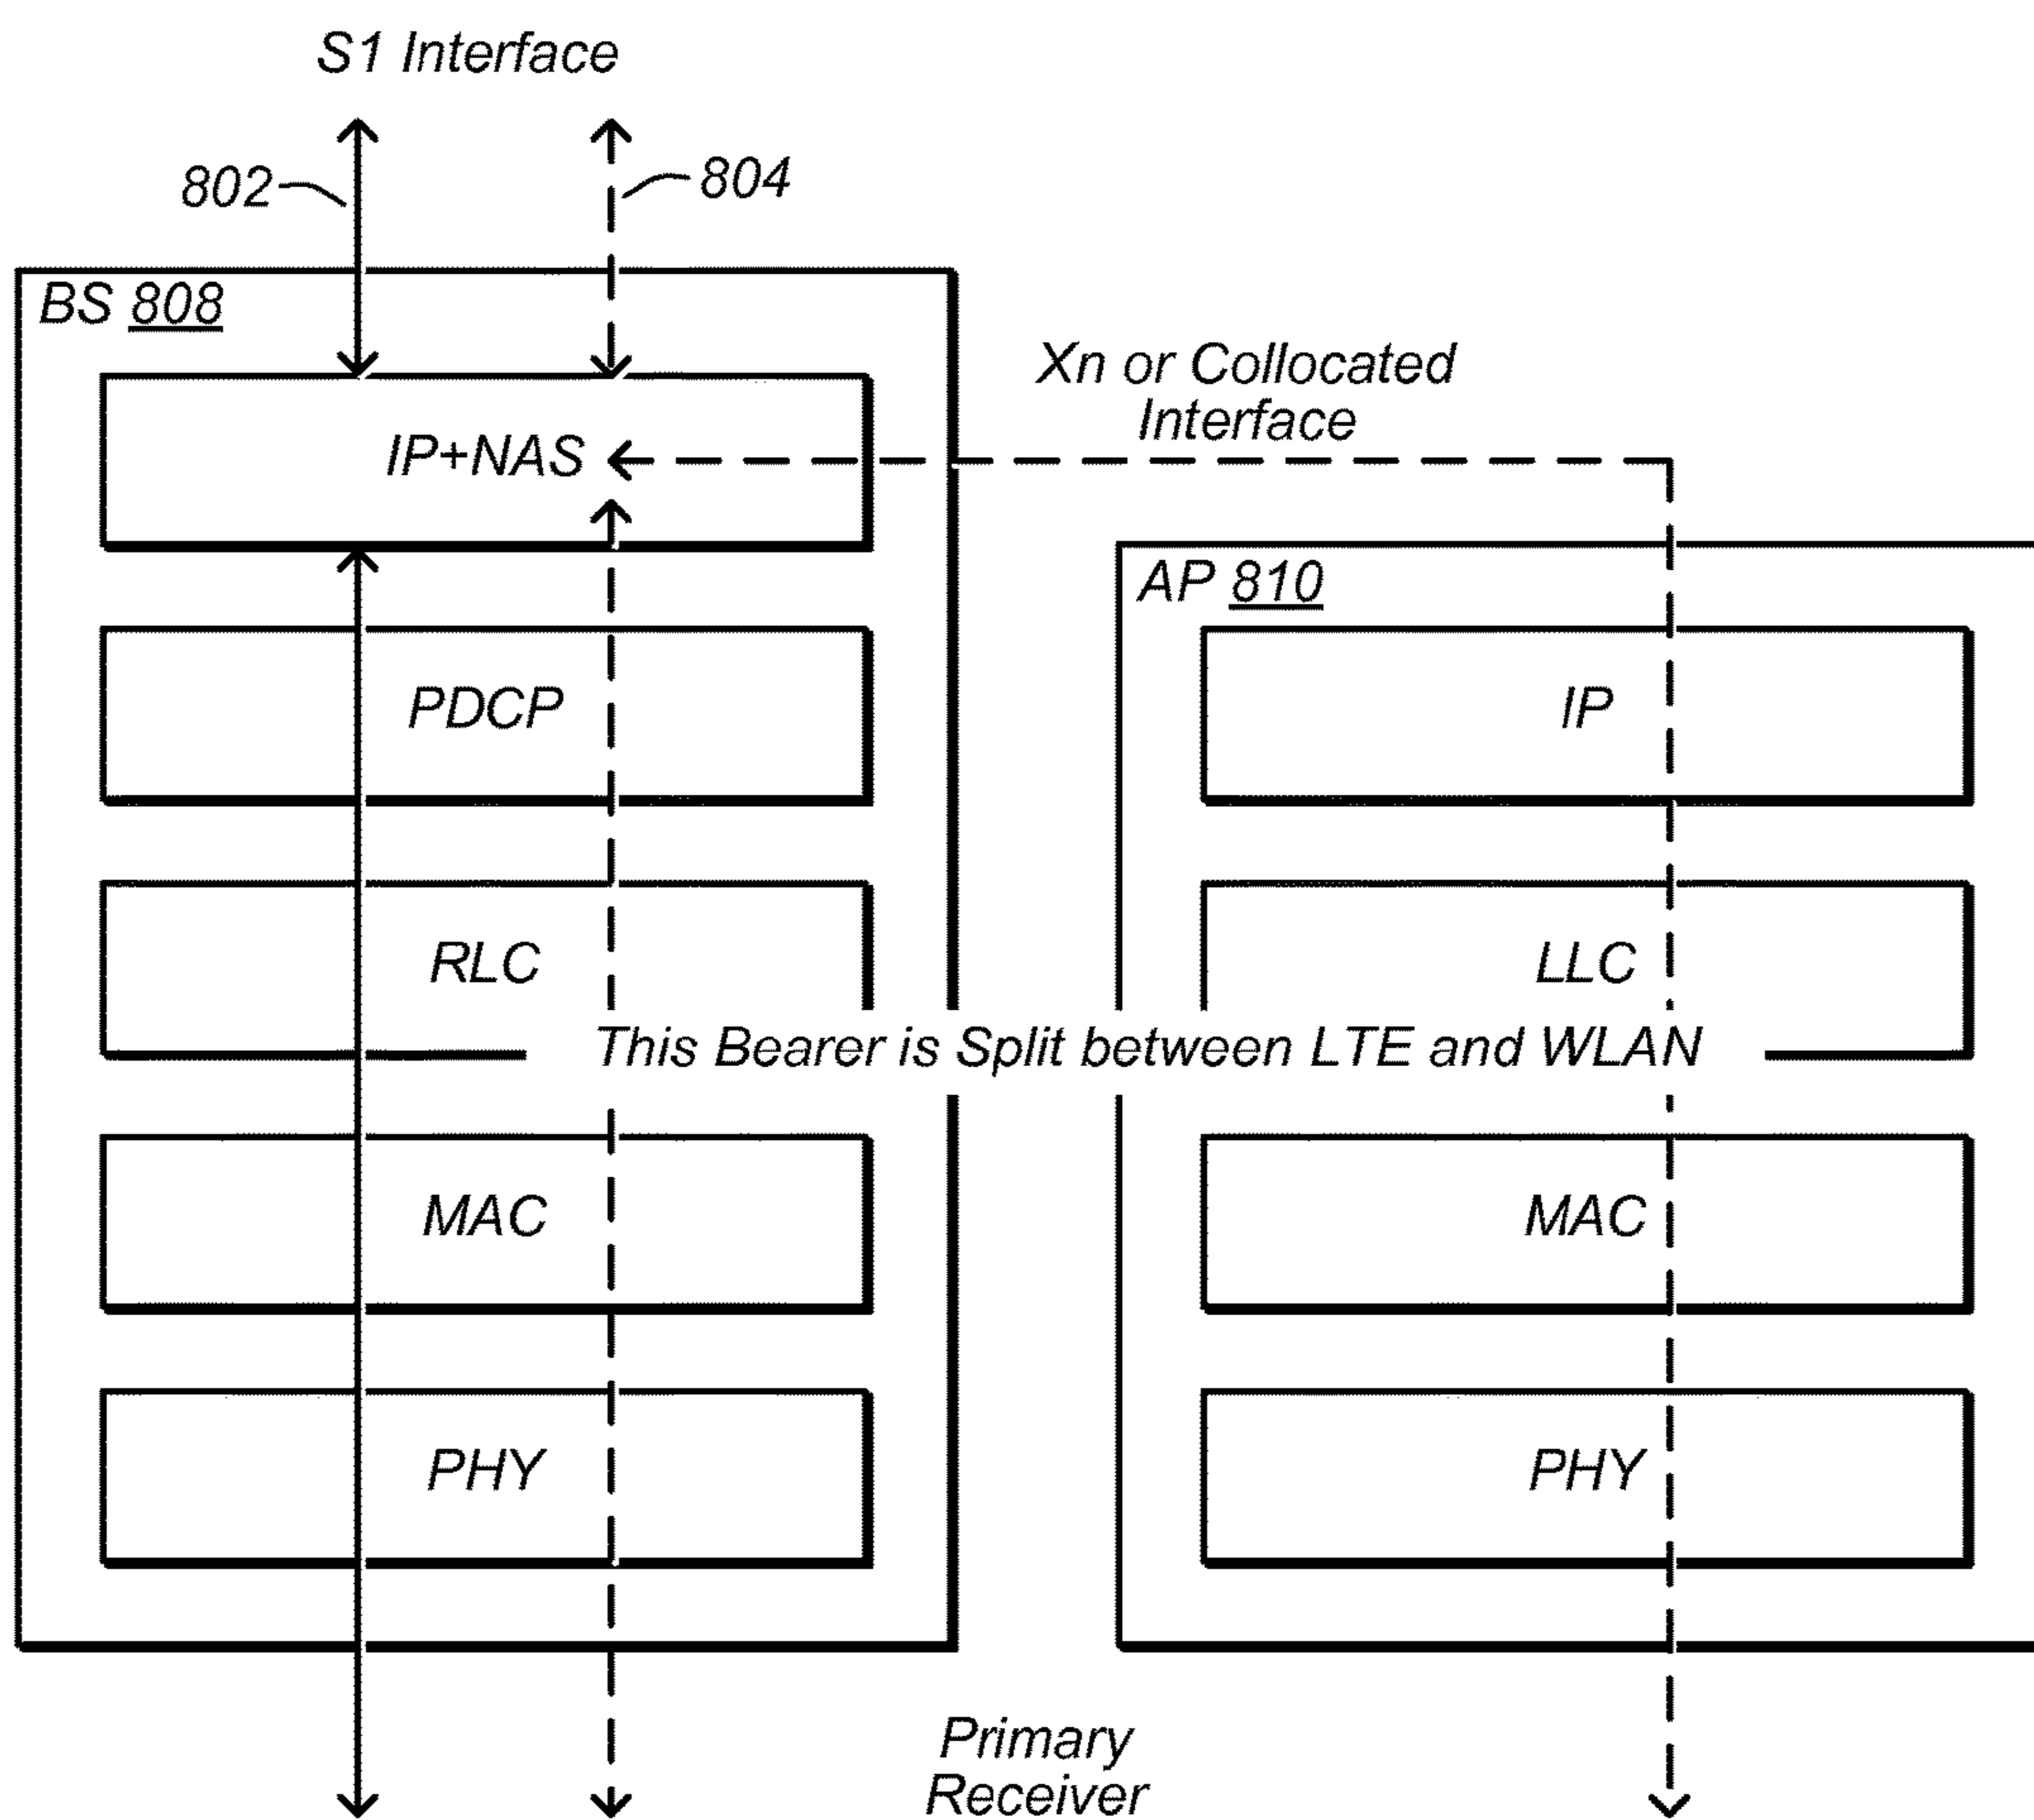 S1 Interface
802
804
BS 808
Xn or Collocated
Interface
IP+NAS
AP 810
PDCP
IP
RLC
LLC
This Bearer is Split between LTE and WLAN
MAC
MAC
PHY
PHY
Primary
Receiver